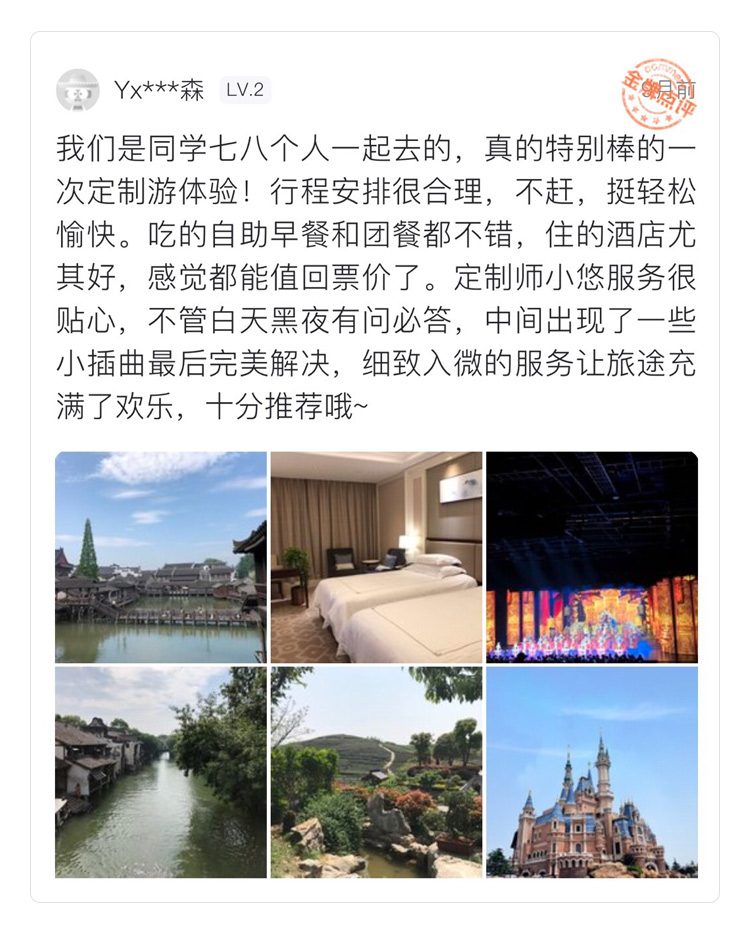 Yx***森 LV.2
金牌点评
月前
我们是同学七八个人一起去的，真的特别棒的一
次定制游体验！行程安排很合理，不赶，挺轻松
愉快。吃的自助早餐和团餐都不错，住的酒店尤
其好，感觉都能值回票价了。定制师小悠服务很
贴心，不管白天黑夜有问必答，中间出现了一些
小插曲最后完美解决，细致入微的服务让旅途充
满了欢乐，十分推荐哦~